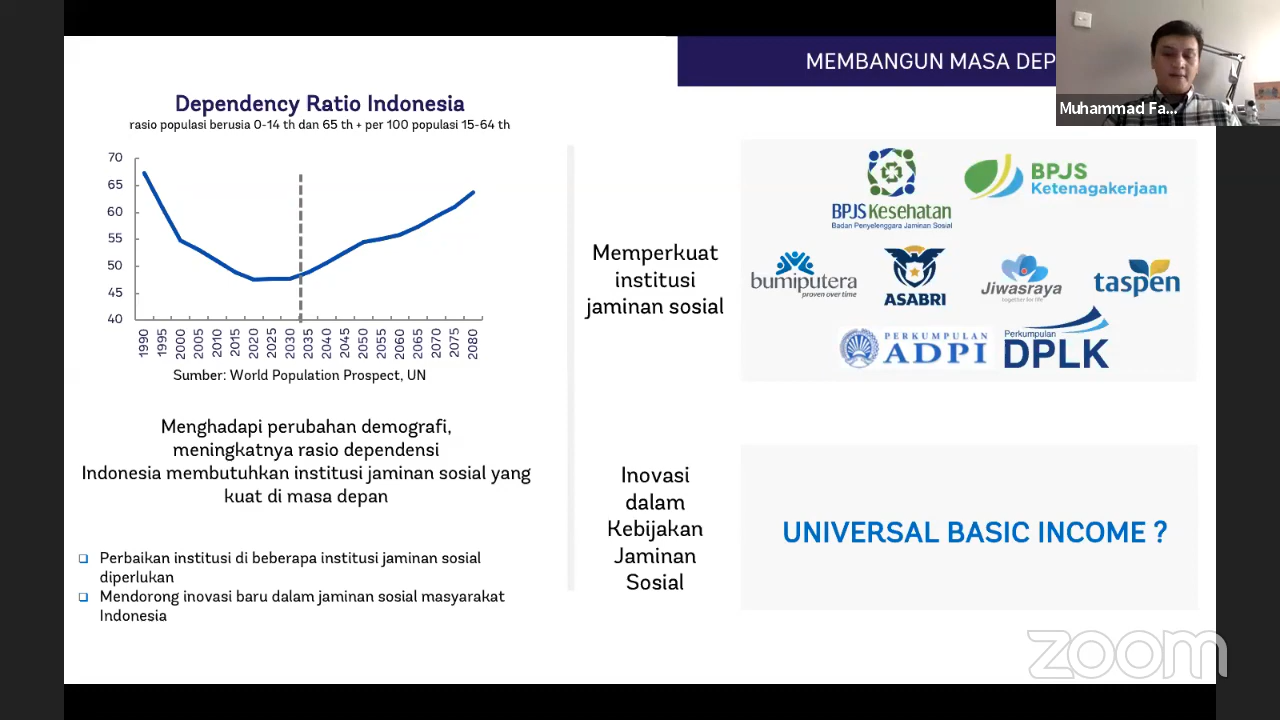 MEMBANGUN MASA DEP
Muhammad Fa...
Dependency Ratio Indonesia
rasio populasi berusia 0-14 th dan 65 th + per 100 populasi 15-64 th
70
65
60
55
50
45
40
1990
1995
2000
2005
2010
2015
2020
2025
2030
2035
2040
2045
2050
2055
2060
2065
2070
2075
2080
Sumber: World Population Prospect, UN
Menghadapi perubahan demografi,
meningkatnya rasio dependensi
Indonesia membutuhkan institusi jaminan sosial yang
kuat di masa depan
Perbaikan institusi di beberapa institusi jaminan sosial
diperlukan
Mendorong inovasi baru dalam jaminan sosial masyarakat
Indonesia
Memperkuat
institusi
jaminan sosial
BPJS Kesehatan
Badan Penyelenggara Jaminan Sosial
BPJS
Ketenagakerjaan
bumiputera
proven over time
ASABRI
Jiwasraya
together for life
taspen
PERKUMPULAN
ADPI
Perkumpulan
DPLK
Inovasi
dalam
Kebijakan
Jaminan
Sosial
UNIVERSAL BASIC INCOME ?
zoom